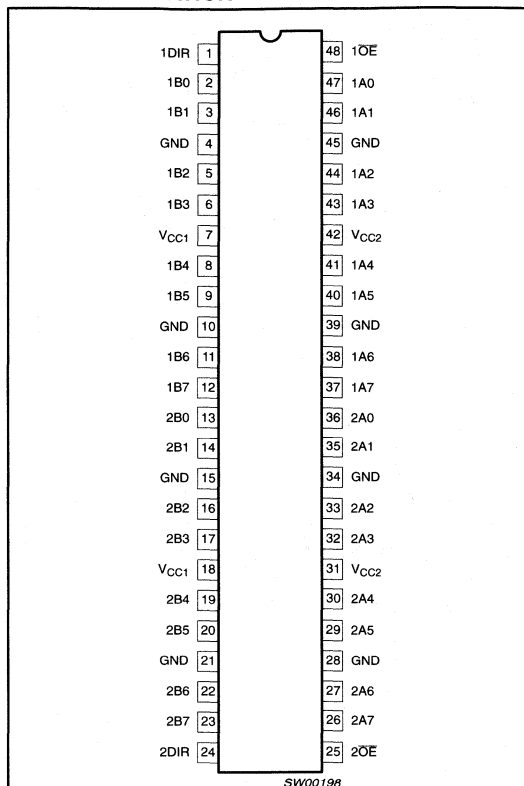 1DIR 1 48 1O̅E̅
1B0 2 47 1A0
1B1 3 46 1A1
GND 4 45 GND
1B2 5 44 1A2
1B3 6 43 1A3
VCC1 7 42 VCC2
1B4 8 41 1A4
1B5 9 40 1A5
GND 10 39 GND
1B6 11 38 1A6
1B7 12 37 1A7
2B0 13 36 2A0
2B1 14 35 2A1
GND 15 34 GND
2B2 16 33 2A2
2B3 17 32 2A3
VCC1 18 31 VCC2
2B4 19 30 2A4
2B5 20 29 2A5
GND 21 28 GND
2B6 22 27 2A6
2B7 23 26 2A7
2DIR 24 25 2O̅E̅
SW00198